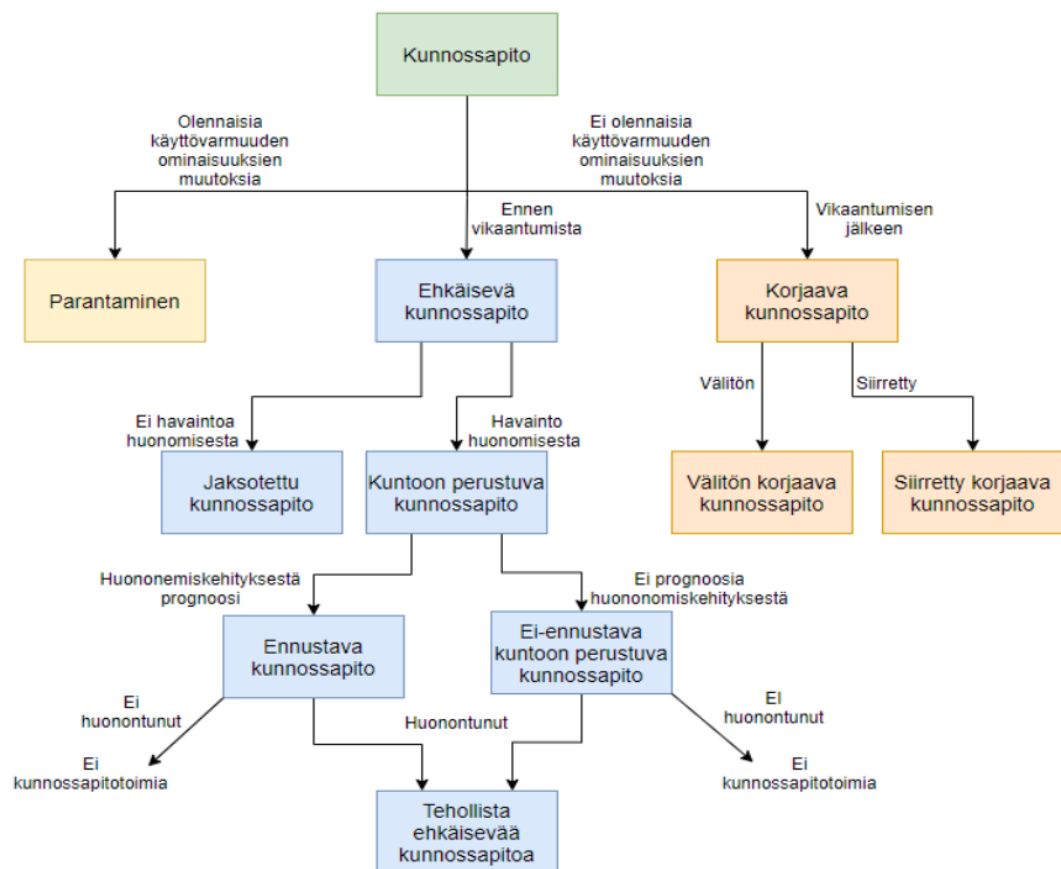 Kunnossapito
Olennaisia
käyttövarmuuden
ominaisuuksien
muutoksia
Ei olennaisia
käyttövarmuuden
ominaisuuksien
muutoksia
Ennen
vikaantumista
Vikaantumisen
jälkeen
Parantaminen
Ehkäisevä
kunnossapito
Korjaava
kunnossapito
Välitön
Siirretty
Ei havaintoa
huonomisesta
Havainto
huonomisesta
Jaksotettu
kunnossapito
Kuntoon perustuva
kunnossapito
Välitön korjaava
kunnossapito
Siirretty korjaava
kunnossapito
Huononemiskehityksestä
prognoosi
Ei prognoosia
huononomiskehityksestä
Ennustava
kunnossapito
Ei-ennustava
kuntoon perustuva
kunnossapito
Ei
huonontunut
Huonontunut
EI
huonontunut
Ei
kunnossapitotoimia
Ei
kunnossapitotoimia
Tehollista
ehkäisevää
kunnossapitoa